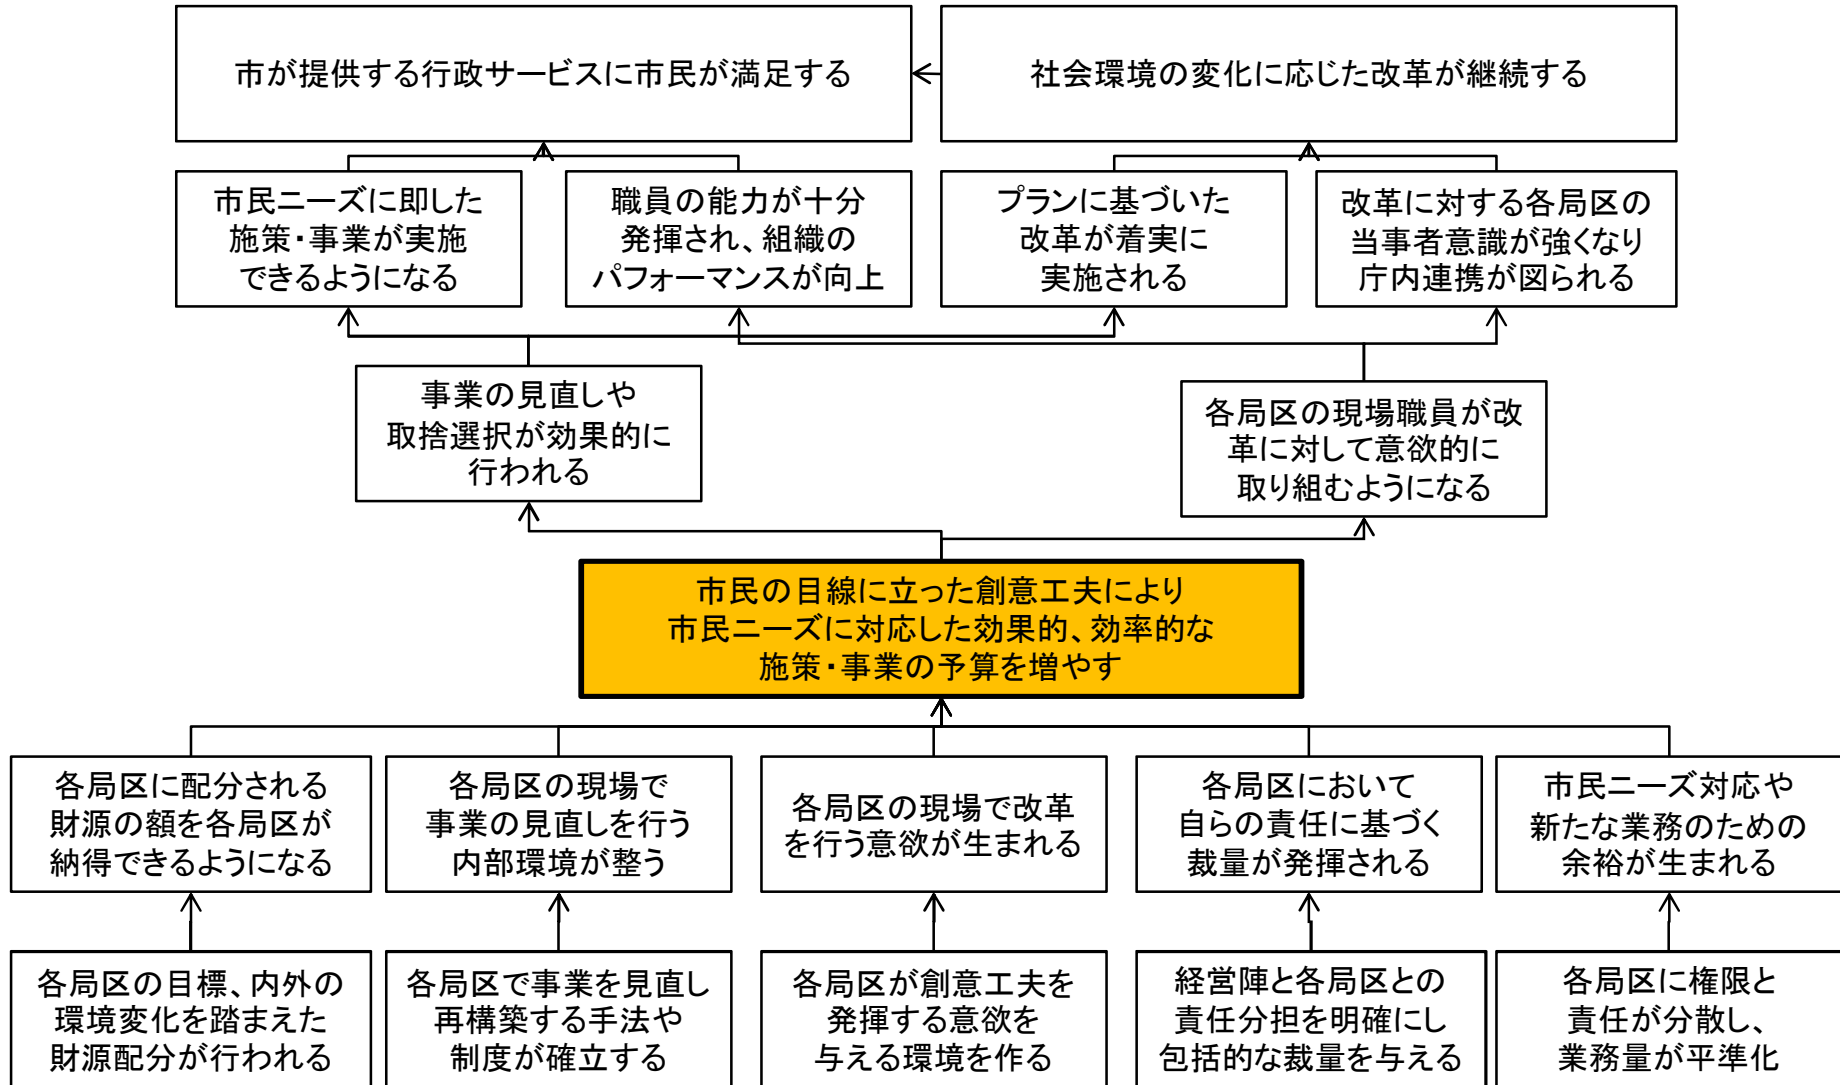 市が提供する行政サービスに市民が満足する
社会環境の変化に応じた改革が継続する
市民ニーズに即した
施策・事業が実施
できるようになる
職員の能力が十分
発揮され、組織の
パフォーマンスが向上
プランに基づいた
改革が着実に
実施される
改革に対する各局区の
当事者意識が強くなり
庁内連携が図られる
事業の見直しや
取捨選択が効果的に
行われる
各局区の現場職員が改
革に対して意欲的に
取り組むようになる
市民の目線に立った創意工夫により
市民ニーズに対応した効果的、効率的な
施策・事業の予算を増やす
各局区に配分される
財源の額を各局区が
納得できるようになる
各局区の現場で
事業の見直しを行う
内部環境が整う
各局区の現場で改革
を行う意欲が生まれる
各局区において
自らの責任に基づく
裁量が発揮される
市民ニーズ対応や
新たな業務のための
余裕が生まれる
各局区の目標、内外の
環境変化を踏まえた
財源配分が行われる
各局区で事業を見直し
再構築する手法や
制度が確立する
各局区が創意工夫を
発揮する意欲を
与える環境を作る
経営陣と各局区との
責任分担を明確にし
包括的な裁量を与える
各局区に権限と
責任が分散し、
業務量が平準化